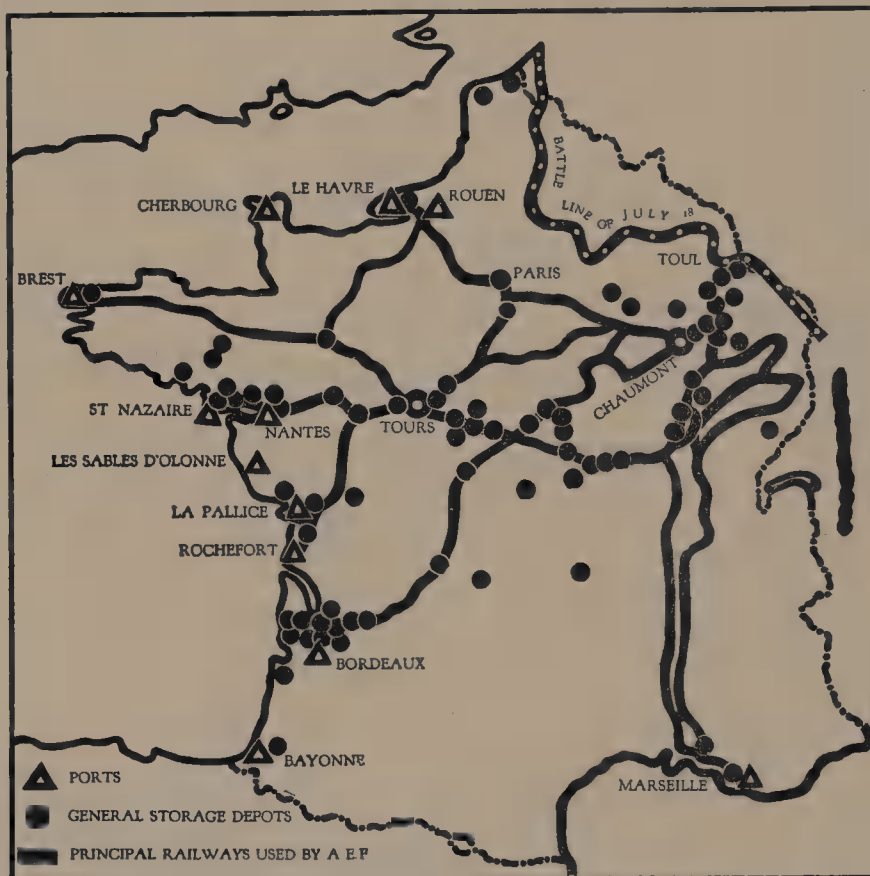 BATTLE LINE OF JULY 18
LE HAVRE
ROUEN
CHERBOURG
TOUL
PARIS
BREST
CHAUMONT
ST NAZAIRE
NANTES
TOURS
LES SABLES D'OLONNE
LA PALLICE
ROCHEFORT
BORDEAUX
BAYONNE
MARSEILLE
PORTS
GENERAL STORAGE DEPOTS
PRINCIPAL RAILWAYS USED BY A E F